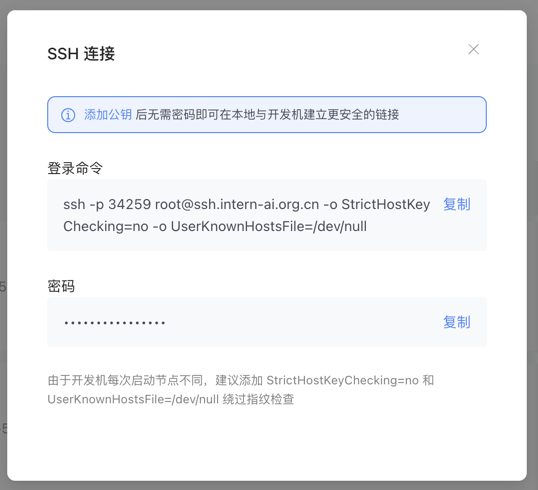 SSH 连接
添加公钥 后无需密码即可在本地与开发机建立更安全的链接
登录命令
ssh -p 34259 root@ssh.intern-ai.org.cn -o StrictHostKey 复制
Checking=no -o UserKnownHostsFile=/dev/null
密码
•••••••••••••••• 复制
由于开发机每次启动节点不同，建议添加 StrictHostKeyChecking=no 和
UserKnownHostsFile=/dev/null 绕过指纹检查
5
5